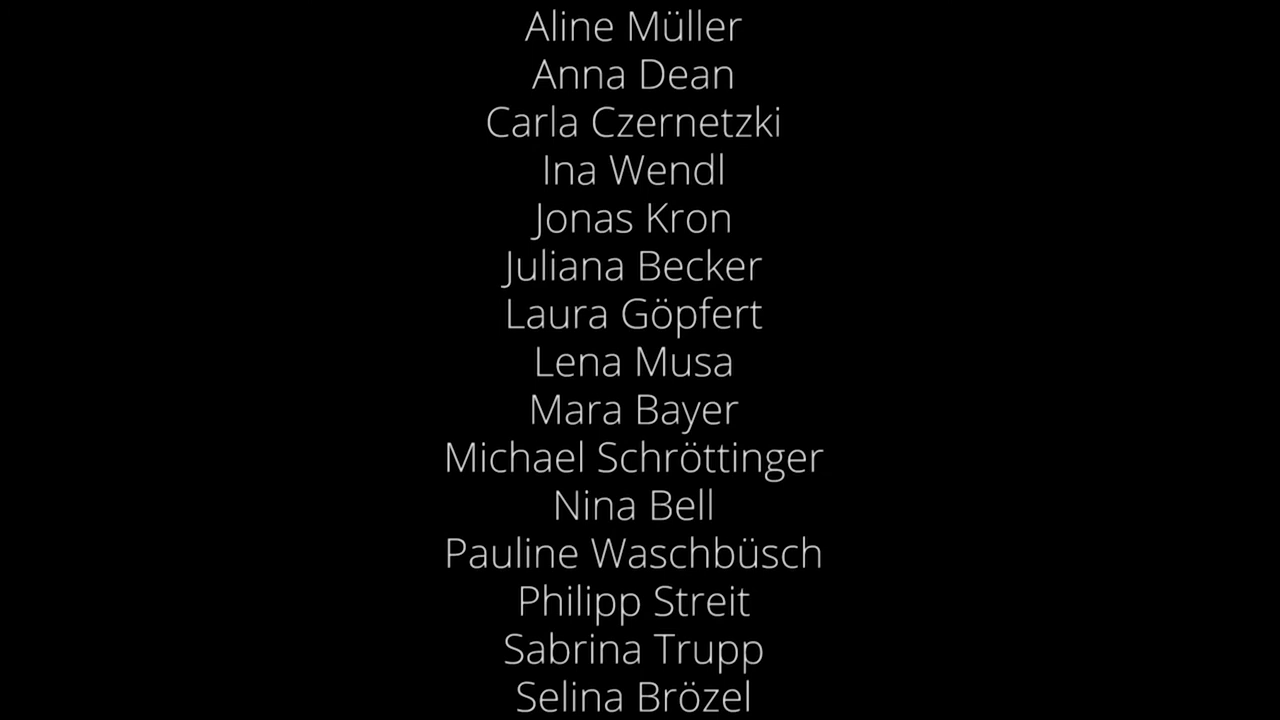 Aline Müller
Anna Dean
Carla Czernetzki
Ina Wendl
Jonas Kron
Juliana Becker
Laura Göpfert
Lena Musa
Mara Bayer
Michael Schröttinger
Nina Bell
Pauline Waschbüsch
Philipp Streit
Sabrina Trupp
Selina Brözel